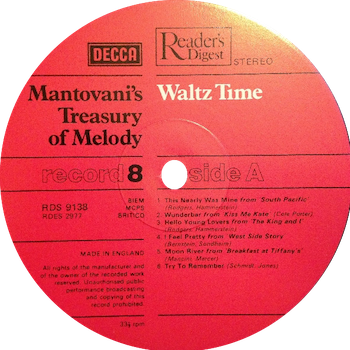 DECCA
Reader's
Digest
STEREO
Mantovani's
Treasury
of Melody
Waltz Time
record 8 side A
RDS 9138
RDES 2977
BIEM
MCPS
BRITICO
1 This Nearly Was Mine from 'South Pacific'
(Rodgers, Hammerstein)
2 Wunderbar from 'Kiss Me Kate' (Cole Porter)
3 Hello Young Lovers from 'The King and I'
(Rodgers, Hammerstein)
4 I Feel Pretty from 'West Side Story'
(Bernstein, Sondheim)
5 Moon River from 'Breakfast at Tiffany's'
(Mancini, Mercer)
6 Try To Remember (Schmidt, Jones)
MADE IN ENGLAND
All rights of the manufacturer and
of the owner of the recorded work
reserved. Unauthorised public
performance broadcasting
and copying of this
record prohibited.
33⅓ rpm